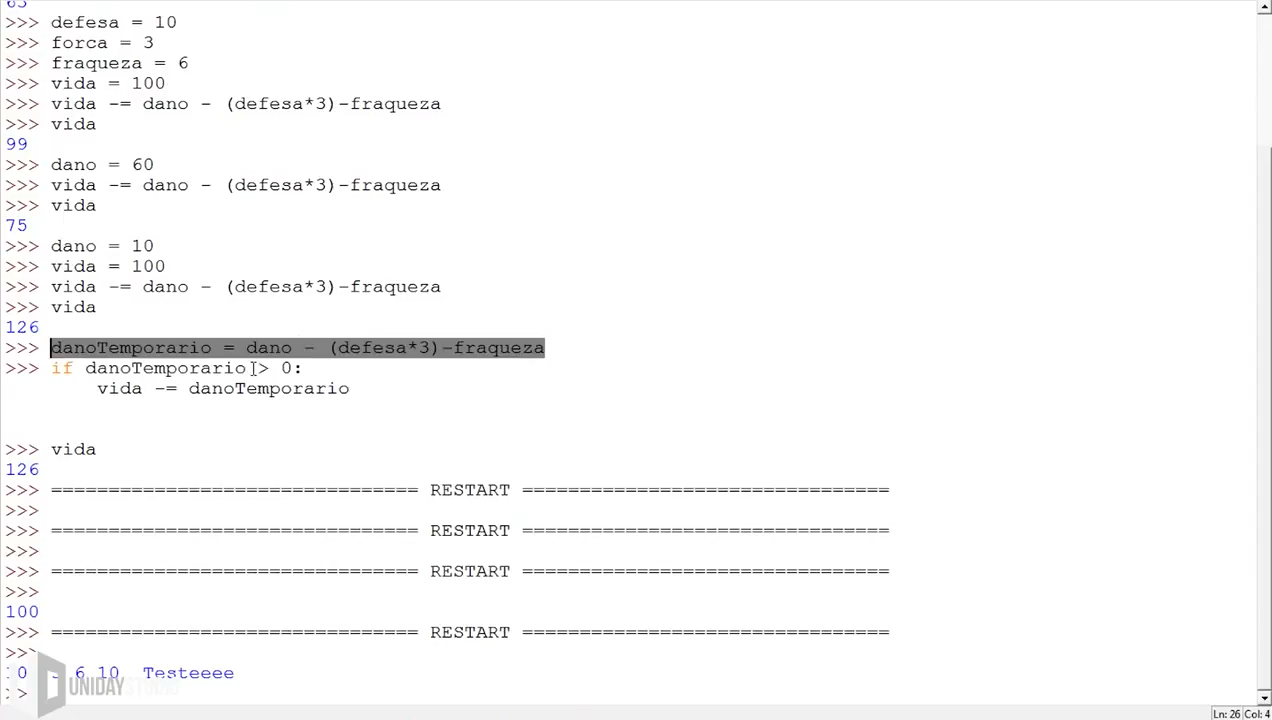 63
>>> defesa = 10
>>> forca = 3
>>> fraqueza = 6
>>> vida = 100
>>> vida -= dano - (defesa*3)-fraqueza
>>> vida
99
>>> dano = 60
>>> vida -= dano - (defesa*3)-fraqueza
>>> vida
75
>>> dano = 10
>>> vida = 100
>>> vida -= dano - (defesa*3)-fraqueza
>>> vida
126
>>> danoTemporario = dano - (defesa*3)-fraqueza
>>> if danoTemporario > 0:
vida -= danoTemporario
>>> vida
126
>>> ================================ RESTART ================================
>>>
>>> ================================ RESTART ================================
>>>
>>> ================================ RESTART ================================
>>>
100
>>> ================================ RESTART ================================
>>>
6 10 Testeeee
UNIDAY STUDIO
Ln: 26 Col: 4